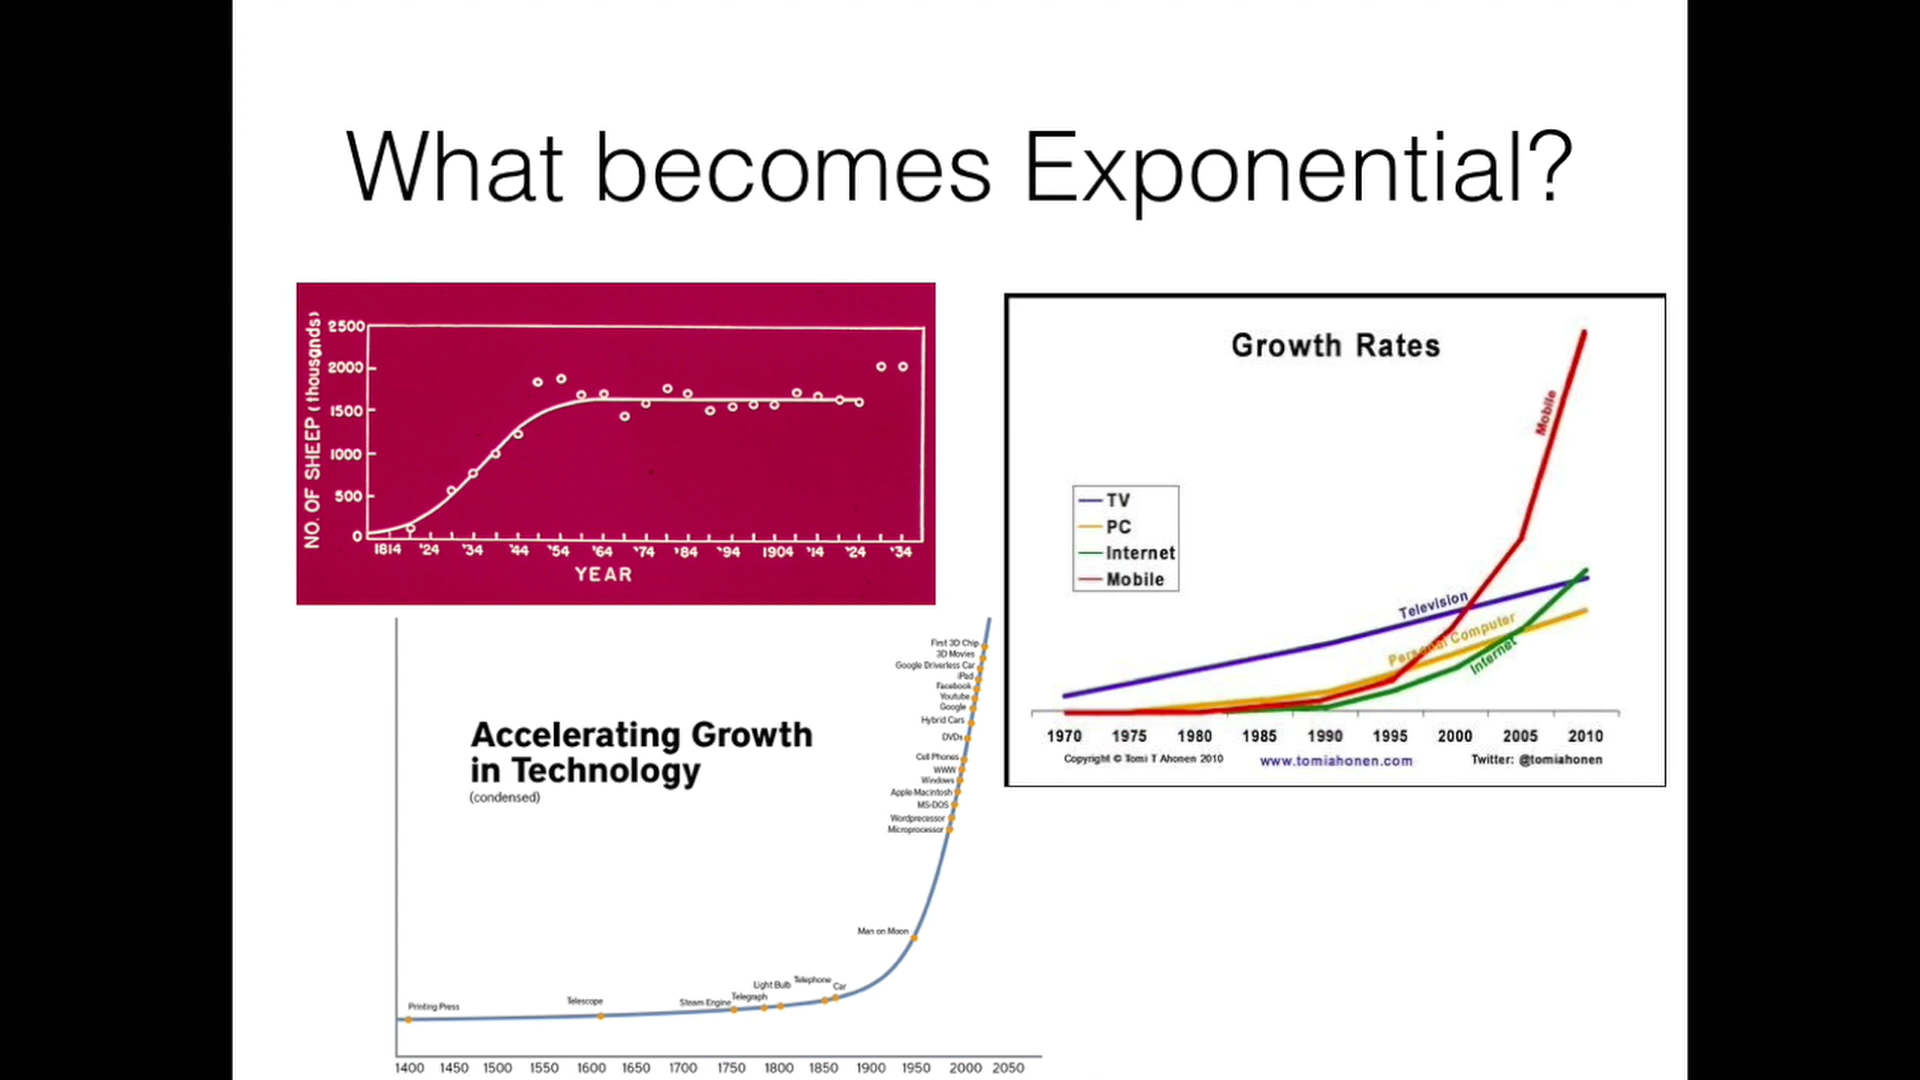 What becomes Exponential?
NO. OF SHEEP (thousands)
2500
2000
1500
1000
500
0
1814 '24 '34 '44 '54 '64 '74 '84 '94 1904 '14 '24 '34
YEAR
Growth Rates
Mobile
TV
PC
Internet
Mobile
Television
Personal Computer
Internet
1970 1975 1980 1985 1990 1995 2000 2005 2010
Copyright © Tomi T Ahonen 2010 www.tomiahonen.com Twitter: @tomiahonen
Accelerating Growth
in Technology
(condensed)
First 3D Chip
3D Movies
Google Driverless Car
iPad
Facebook
Youtube
Google
Hybrid Cars
DVDs
Cell Phones
WWW
Windows
Apple Macintosh
MS-DOS
Wordprecessor
Microprocessor
Man on Moon
Car
Telephone
Light Bulb
Telegraph
Steam Engine
Telescope
Printing Press
1400 1450 1500 1550 1600 1650 1700 1750 1800 1850 1900 1950 2000 2050